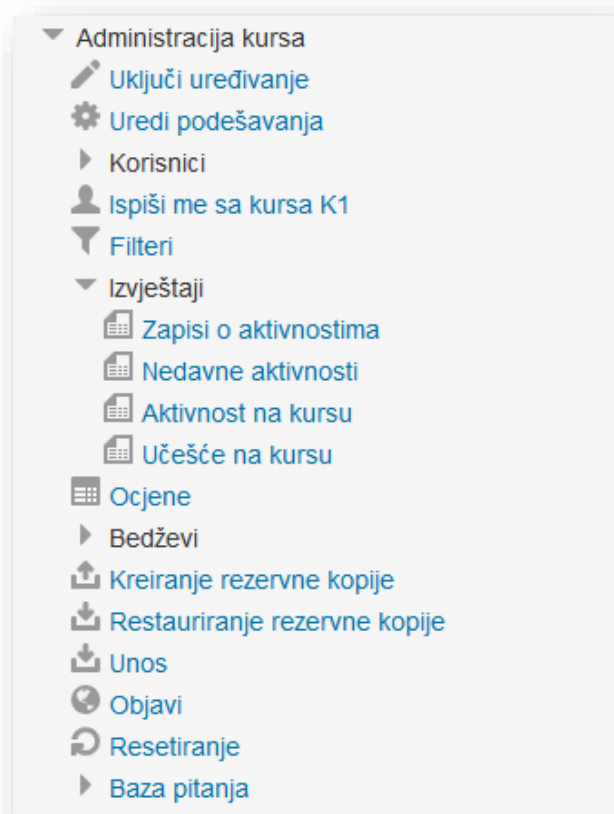 Administracija kursa
Uključi uređivanje
Uredi podešavanja
Korisnici
Ispiši me sa kursa K1
Filteri
Izvještaji
Zapisi o aktivnostima
Nedavne aktivnosti
Aktivnost na kursu
Učešće na kursu
Ocjene
Bedževi
Kreiranje rezervne kopije
Restauriranje rezervne kopije
Unos
Objavi
Resetiranje
Baza pitanja